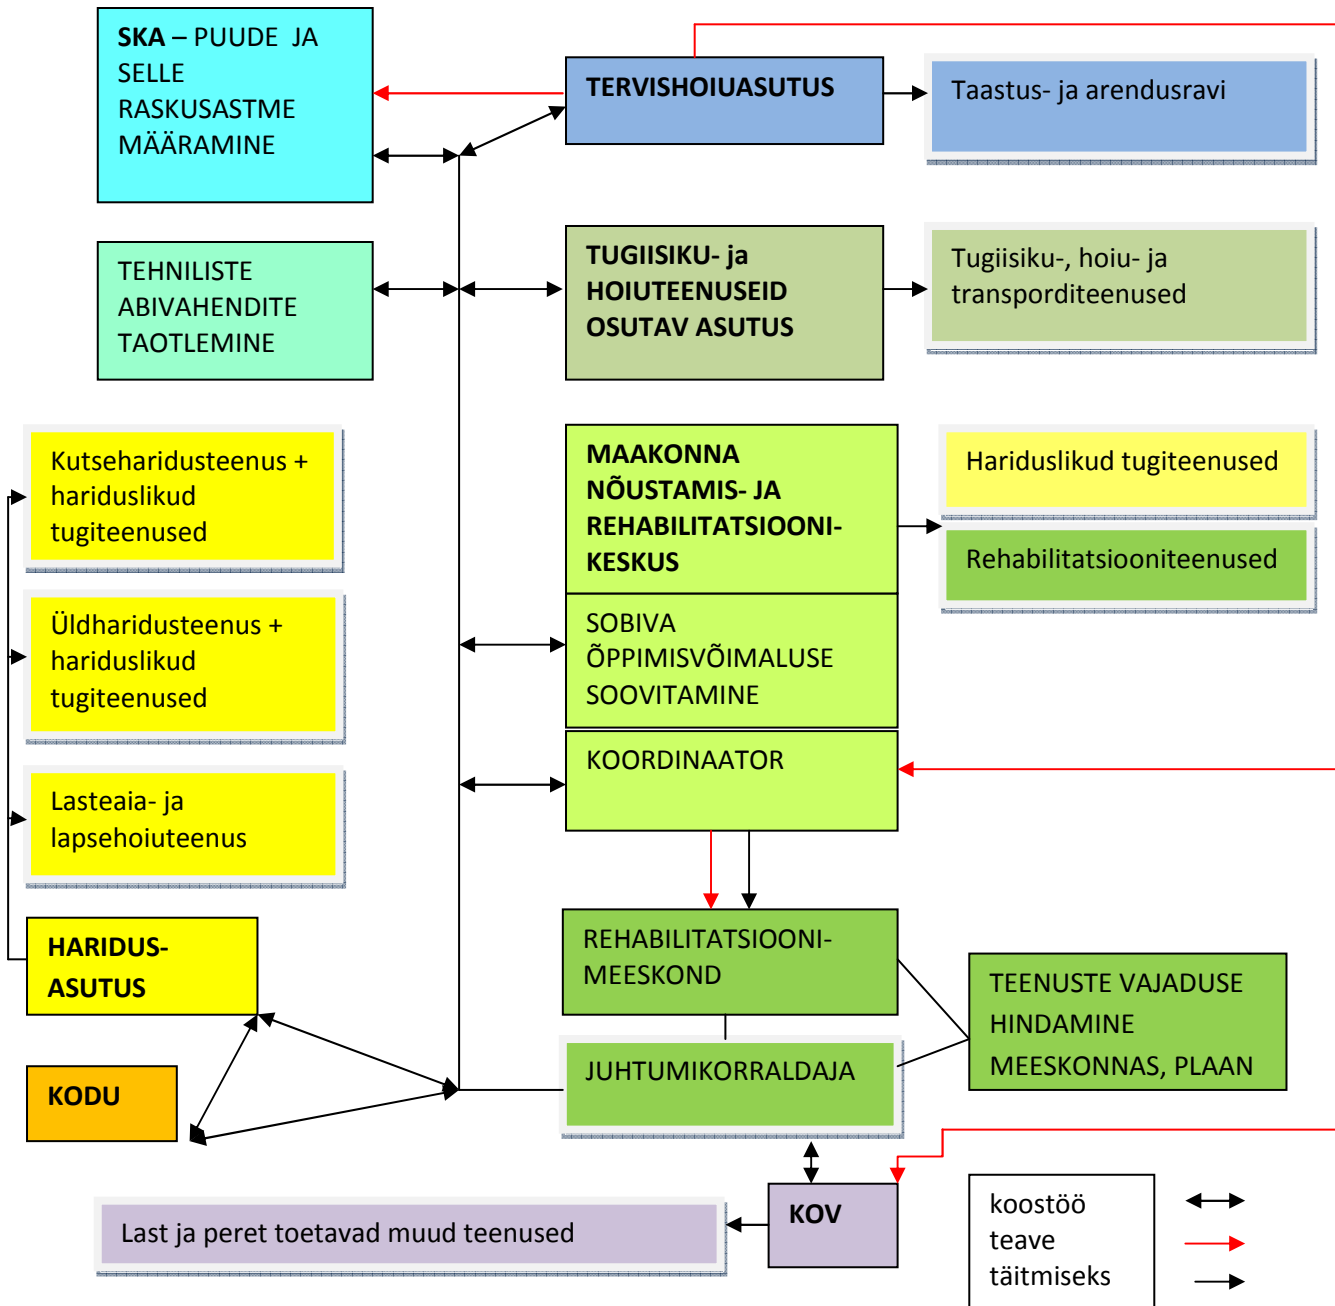 SKA – PUUDE JA
SELLE
RASKUSASTME
MÄÄRAMINE
TERVISHOIUASUTUS
Taastus- ja arendusravi
TEHNILISTE
ABIVAHENDITE
TAOTLEMINE
TUGIISIKU- ja
HOIUTEENUSEID
OSUTAV ASUTUS
Tugiisiku-, hoiu- ja
transporditeenused
Kutseharidusteenus +
hariduslikud
tugiteenused
MAAKONNA
NÕUSTAMIS- JA
REHABILITATSIOONI-
KESKUS
Hariduslikud tugiteenused
Rehabilitatsiooniteenused
Üldharidusteenus +
hariduslikud
tugiteenused
SOBIVA
ÕPPIMISVÕIMALUSE
SOOVITAMINE
KOORDINAATOR
Lasteaia- ja
lapsehoiuteenus
HARIDUS-
ASUTUS
REHABILITATSIOONI-
MEESKOND
TEENUSTE VAJADUSE
HINDAMINE
MEESKONNAS, PLAAN
JUHTUMIKORRALDAJA
KODU
KOV
Last ja peret toetavad muud teenused
koostöö
teave
täitmiseks